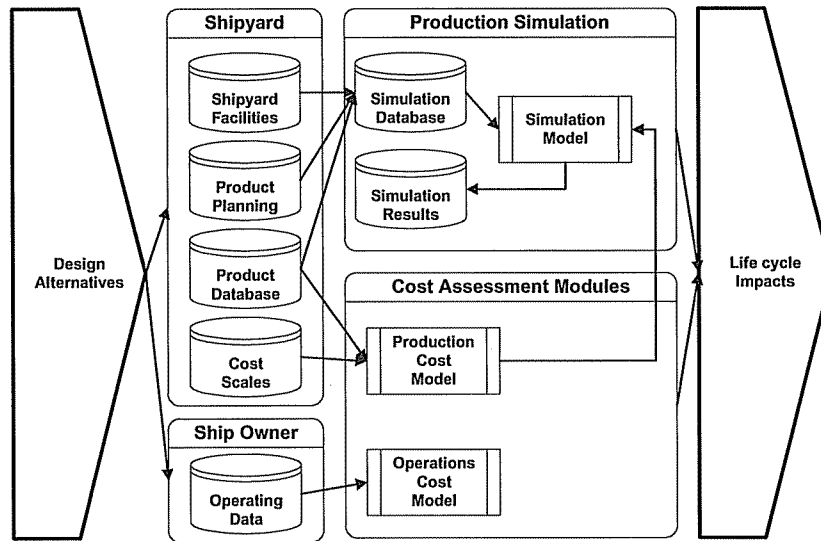 Shipyard
Production Simulation
Shipyard
Facilities
Simulation
Database
Simulation
Model
Product
Planning
Simulation
Results
Design
Alternatives
Product
Database
Life cycle
Impacts
Cost Assessment Modules
Cost
Scales
Production
Cost
Model
Ship Owner
Operating
Data
Operations
Cost
Model